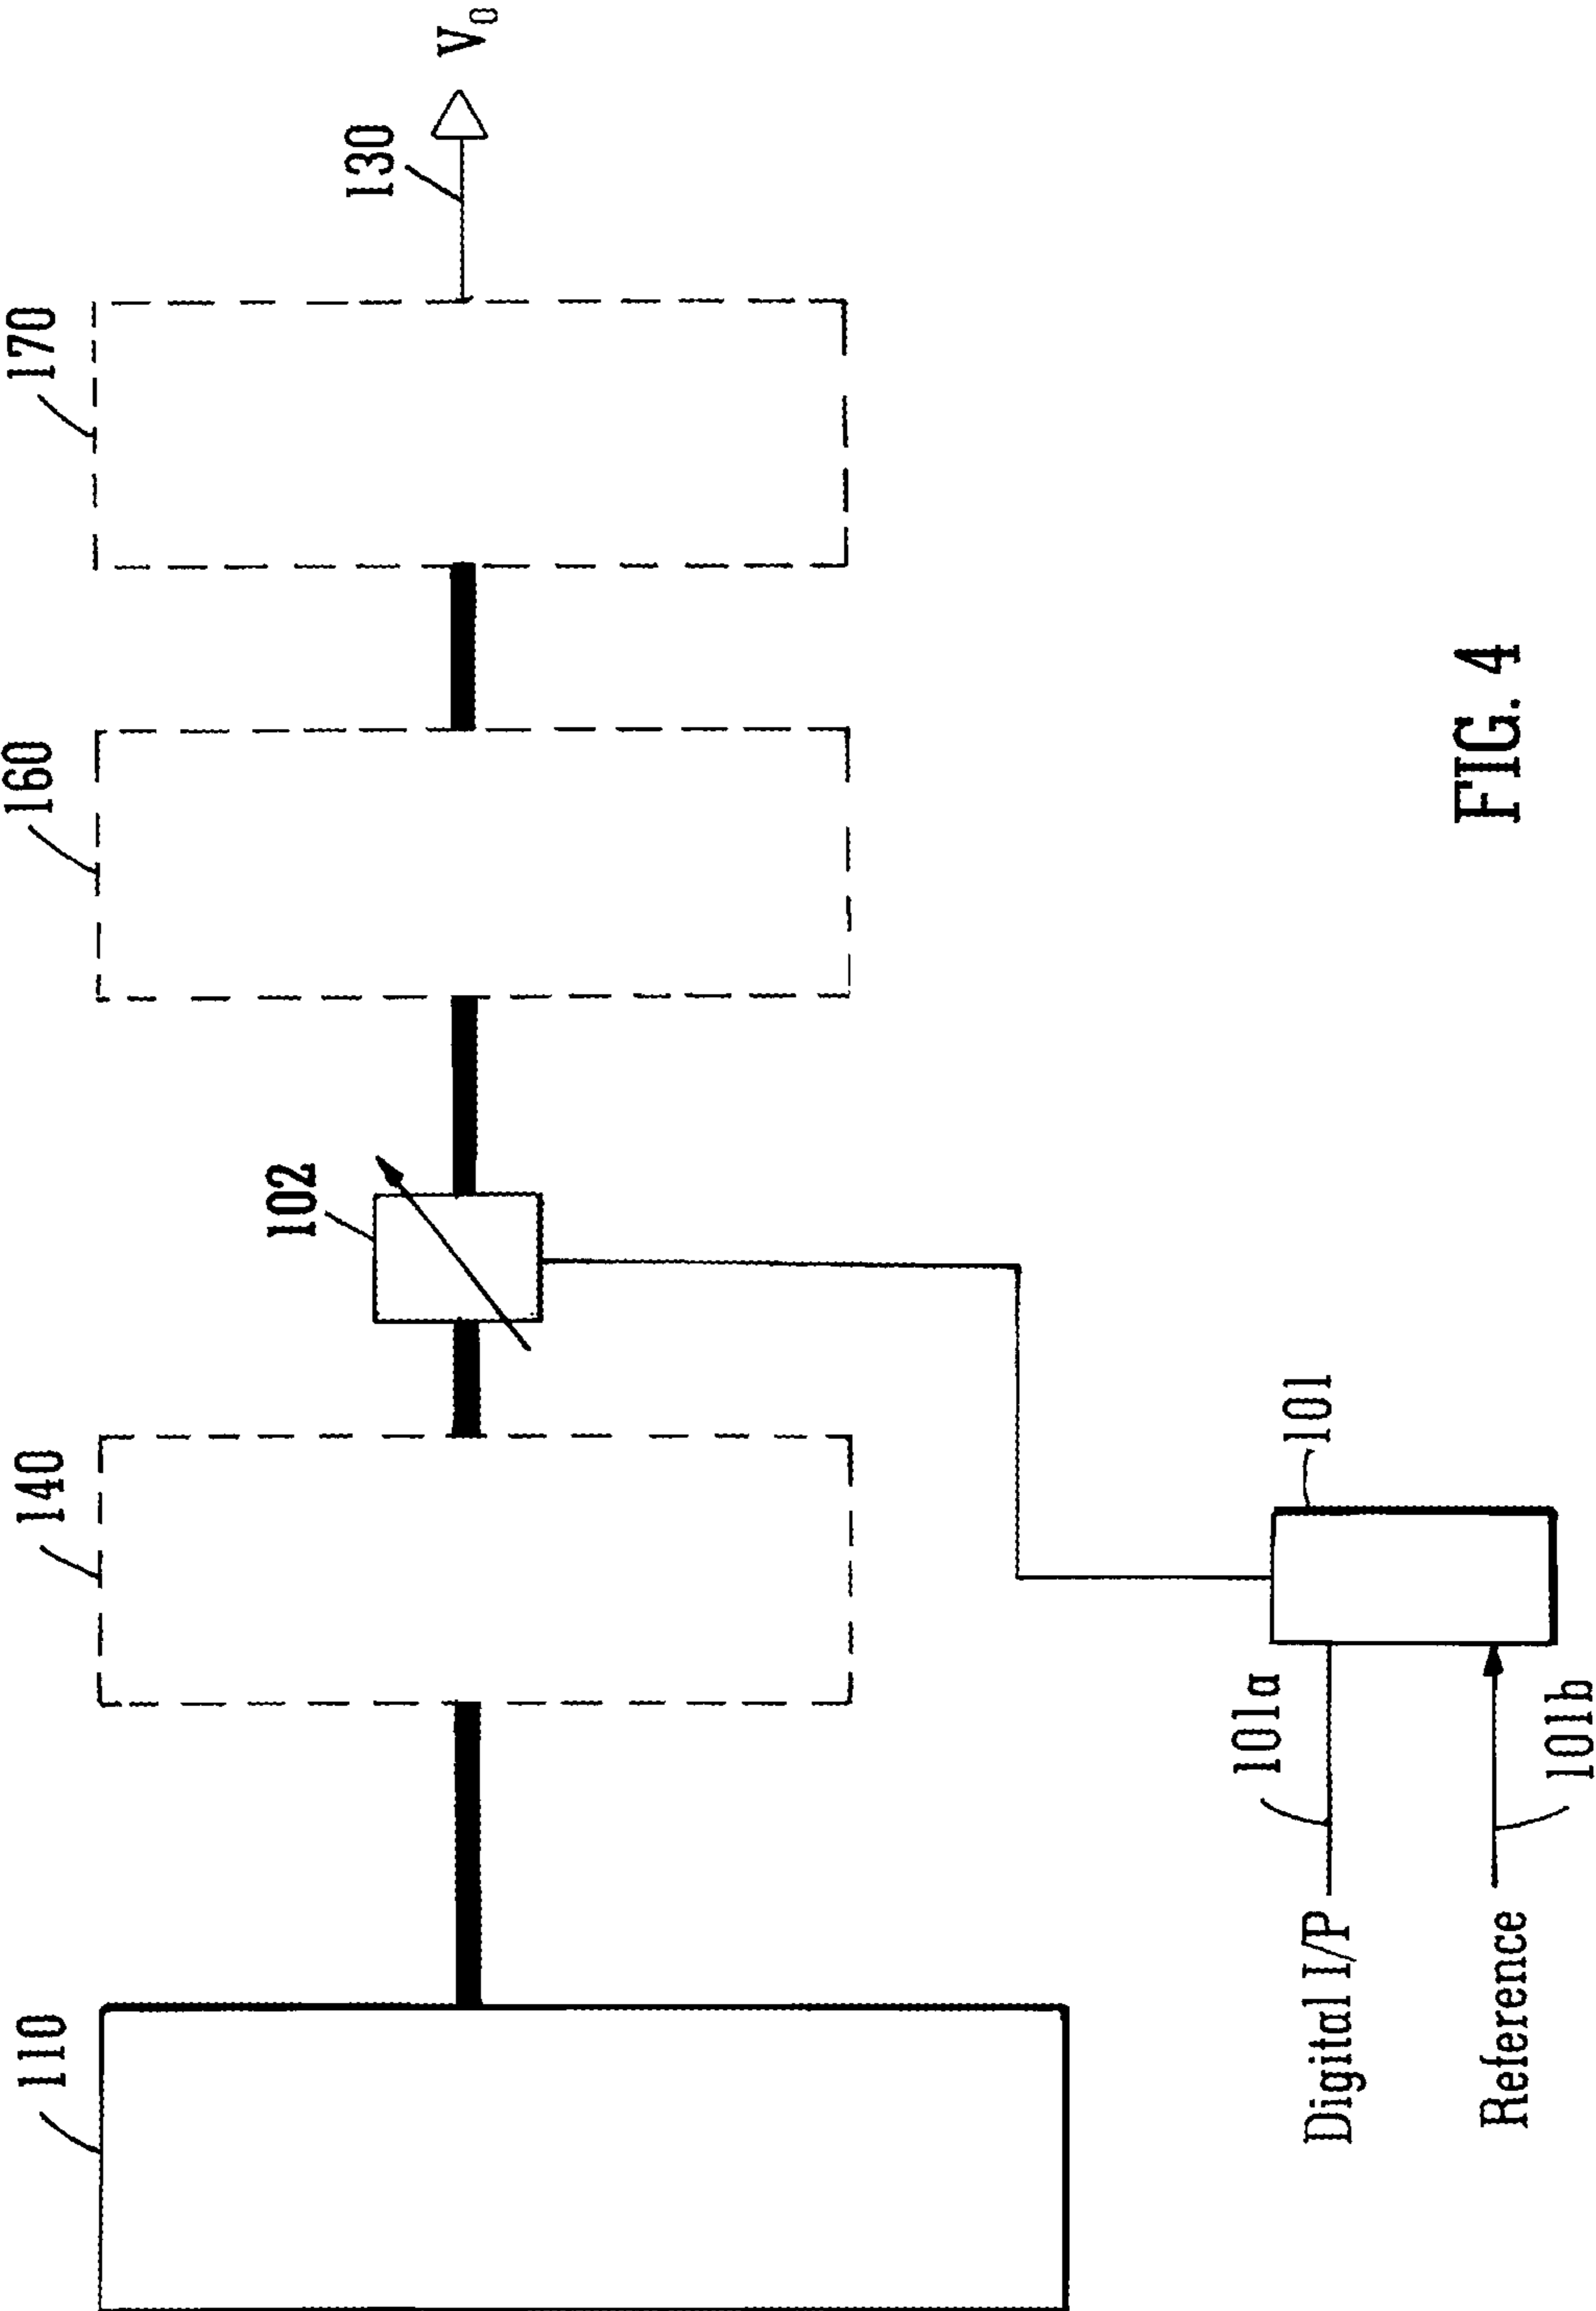 110
140
102
160
170
130
V₀
Digital I/P
101a
101
Reference
101b
FIG. 4